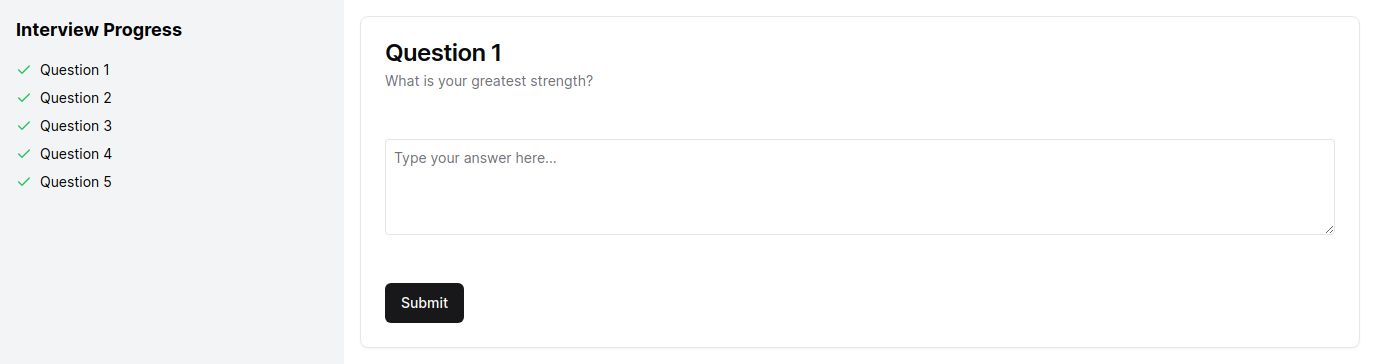 Interview Progress
Question 1
Question 2
Question 3
Question 4
Question 5
Question 1
What is your greatest strength?
Type your answer here...
Submit